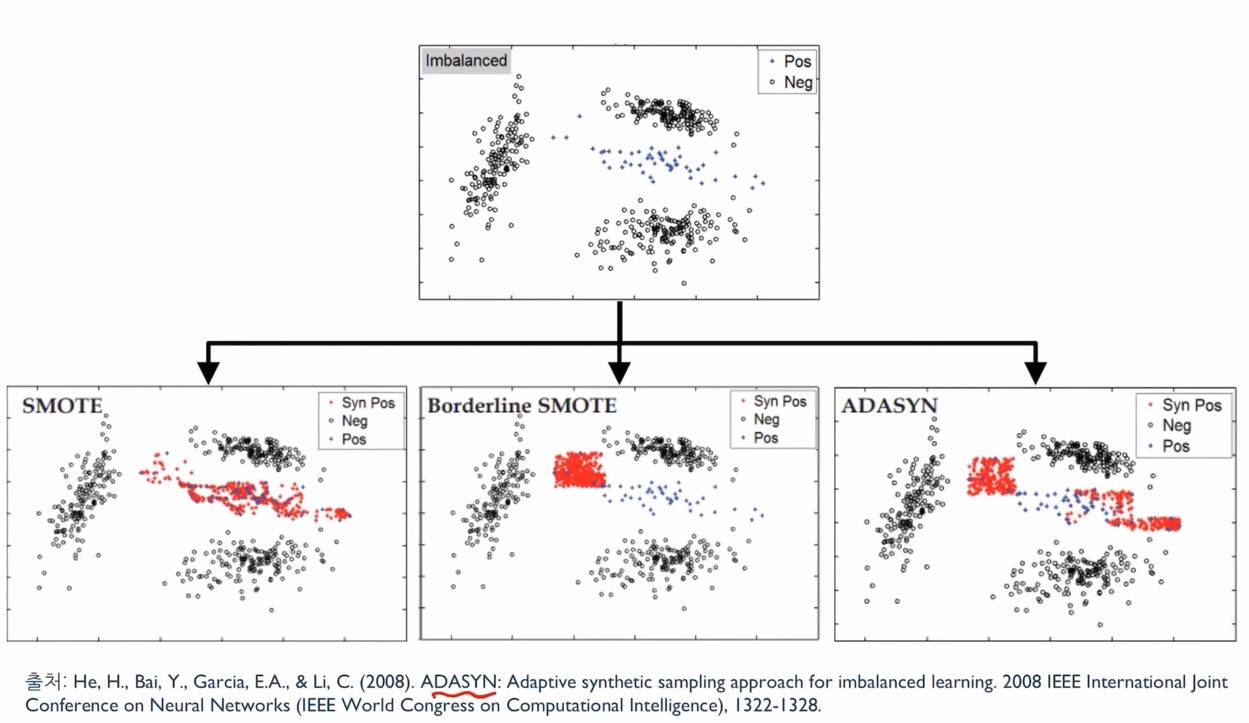 Imbalanced
Pos
Neg
SMOTE
Syn Pos
Neg
Pos
Borderline SMOTE
Syn Pos
Neg
Pos
ADASYN
Syn Pos
Neg
Pos
출처: He, H., Bai, Y., Garcia, E.A., & Li, C. (2008). ADASYN: Adaptive synthetic sampling approach for imbalanced learning. 2008 IEEE International Joint
Conference on Neural Networks (IEEE World Congress on Computational Intelligence), 1322-1328.